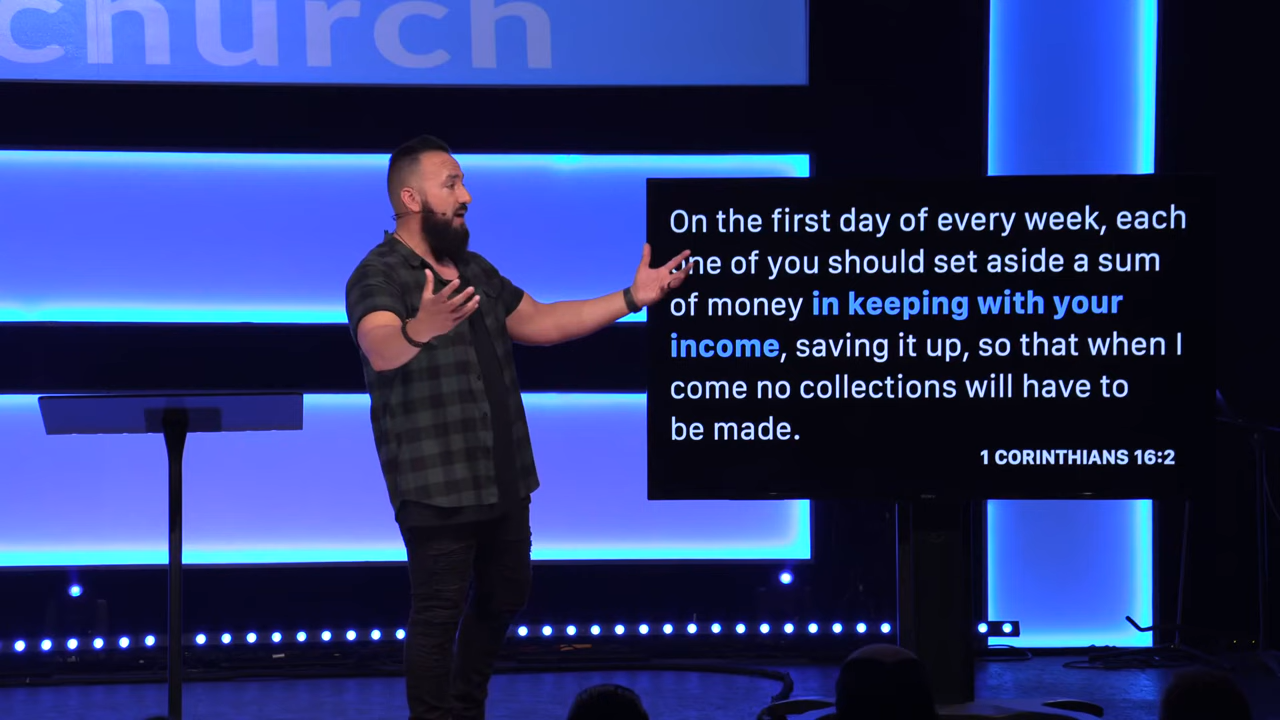 church
On the first day of every week, each
one of you should set aside a sum
of money in keeping with your
income, saving it up, so that when I
come no collections will have to
be made.
1 CORINTHIANS 16:2